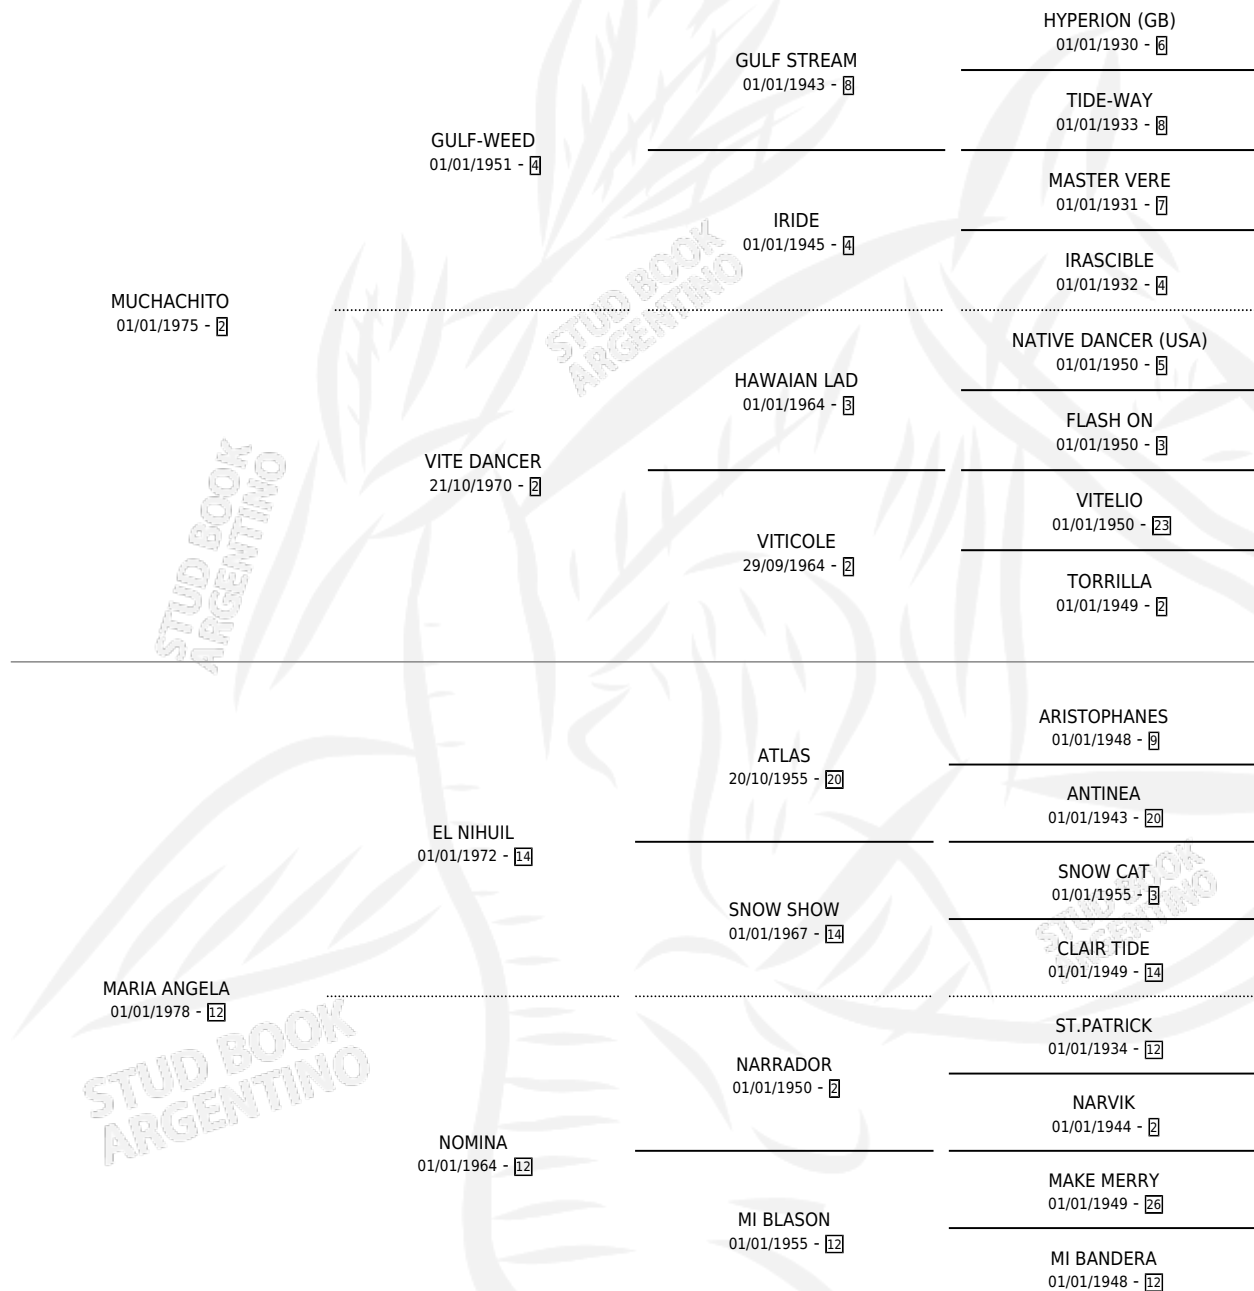 HYPERION (GB)
01/01/1930 - 6
GULF STREAM
01/01/1943 - 8
TIDE-WAY
01/01/1933 - 8
GULF-WEED
01/01/1951 - 4
MASTER VERE
01/01/1931 - 7
IRIDE
01/01/1945 - 4
IRASCIBLE
01/01/1932 - 4
MUCHACHITO
01/01/1975 - 2
NATIVE DANCER (USA)
01/01/1950 - 5
HAWAIAN LAD
01/01/1964 - 3
FLASH ON
01/01/1950 - 3
VITE DANCER
21/10/1970 - 2
VITELIO
01/01/1950 - 23
VITICOLE
29/09/1964 - 2
TORRILLA
01/01/1949 - 2
ARISTOPHANES
01/01/1948 - 9
ATLAS
20/10/1955 - 20
ANTINEA
01/01/1943 - 20
EL NIHUIL
01/01/1972 - 14
SNOW CAT
01/01/1955 - 3
SNOW SHOW
01/01/1967 - 14
CLAIR TIDE
01/01/1949 - 14
MARIA ANGELA
01/01/1978 - 12
ST.PATRICK
01/01/1934 - 12
NARRADOR
01/01/1950 - 2
NARVIK
01/01/1944 - 2
NOMINA
01/01/1964 - 12
MAKE MERRY
01/01/1949 - 26
MI BLASON
01/01/1955 - 12
MI BANDERA
01/01/1948 - 12
STUD BOOK
ARGENTINO
STUD BOOK
ARGENTINO
STUD BOOK
ARGENTINO
STUD BOOK
ARGENTINO